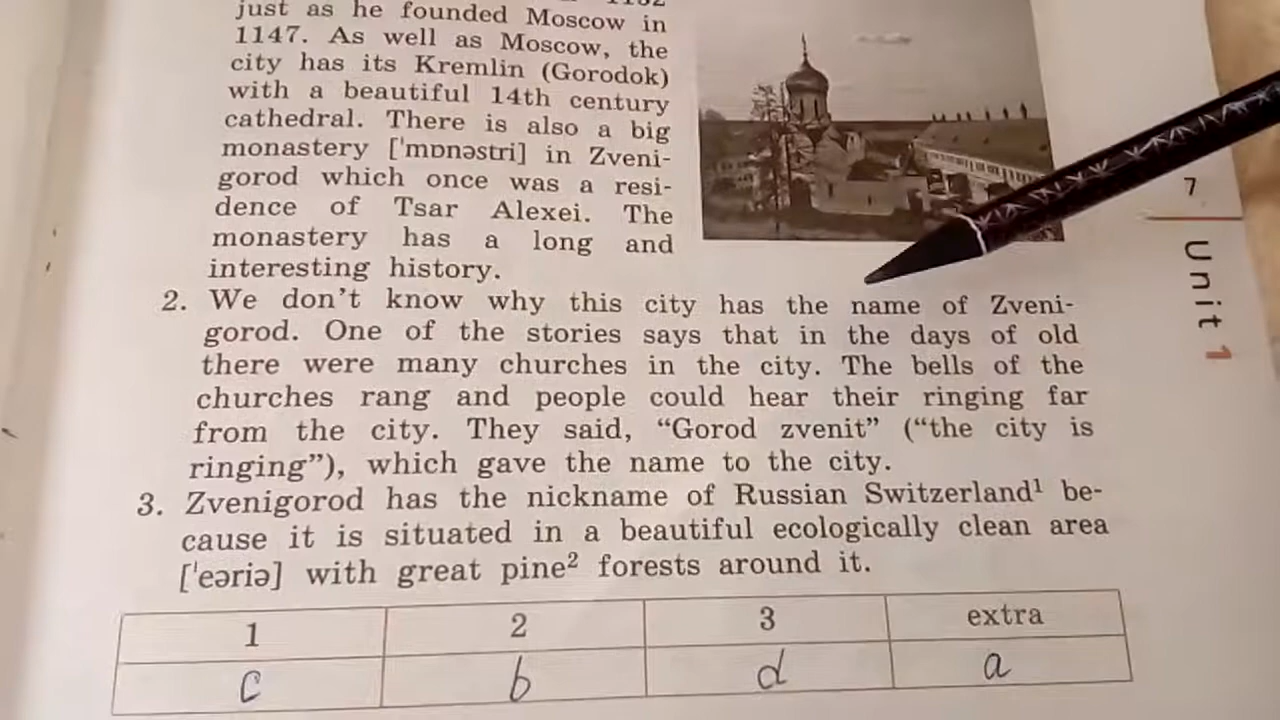 just as he founded Moscow in
1147. As well as Moscow, the
city has its Kremlin (Gorodok)
with a beautiful 14th century
cathedral. There is also a big
monastery [ˈmɒnəstri] in Zveni-
gorod which once was a resi-
dence of Tsar Alexei. The
monastery has a long and
interesting history.
2. We don't know why this city has the name of Zveni-
gorod. One of the stories says that in the days of old
there were many churches in the city. The bells of the
churches rang and people could hear their ringing far
from the city. They said, “Gorod zvenit” (“the city is
ringing”), which gave the name to the city.
3. Zvenigorod has the nickname of Russian Switzerland¹ be-
cause it is situated in a beautiful ecologically clean area
[ˈeəriə] with great pine² forests around it.
1 2 3 extra
c b d a
7
Unit 1